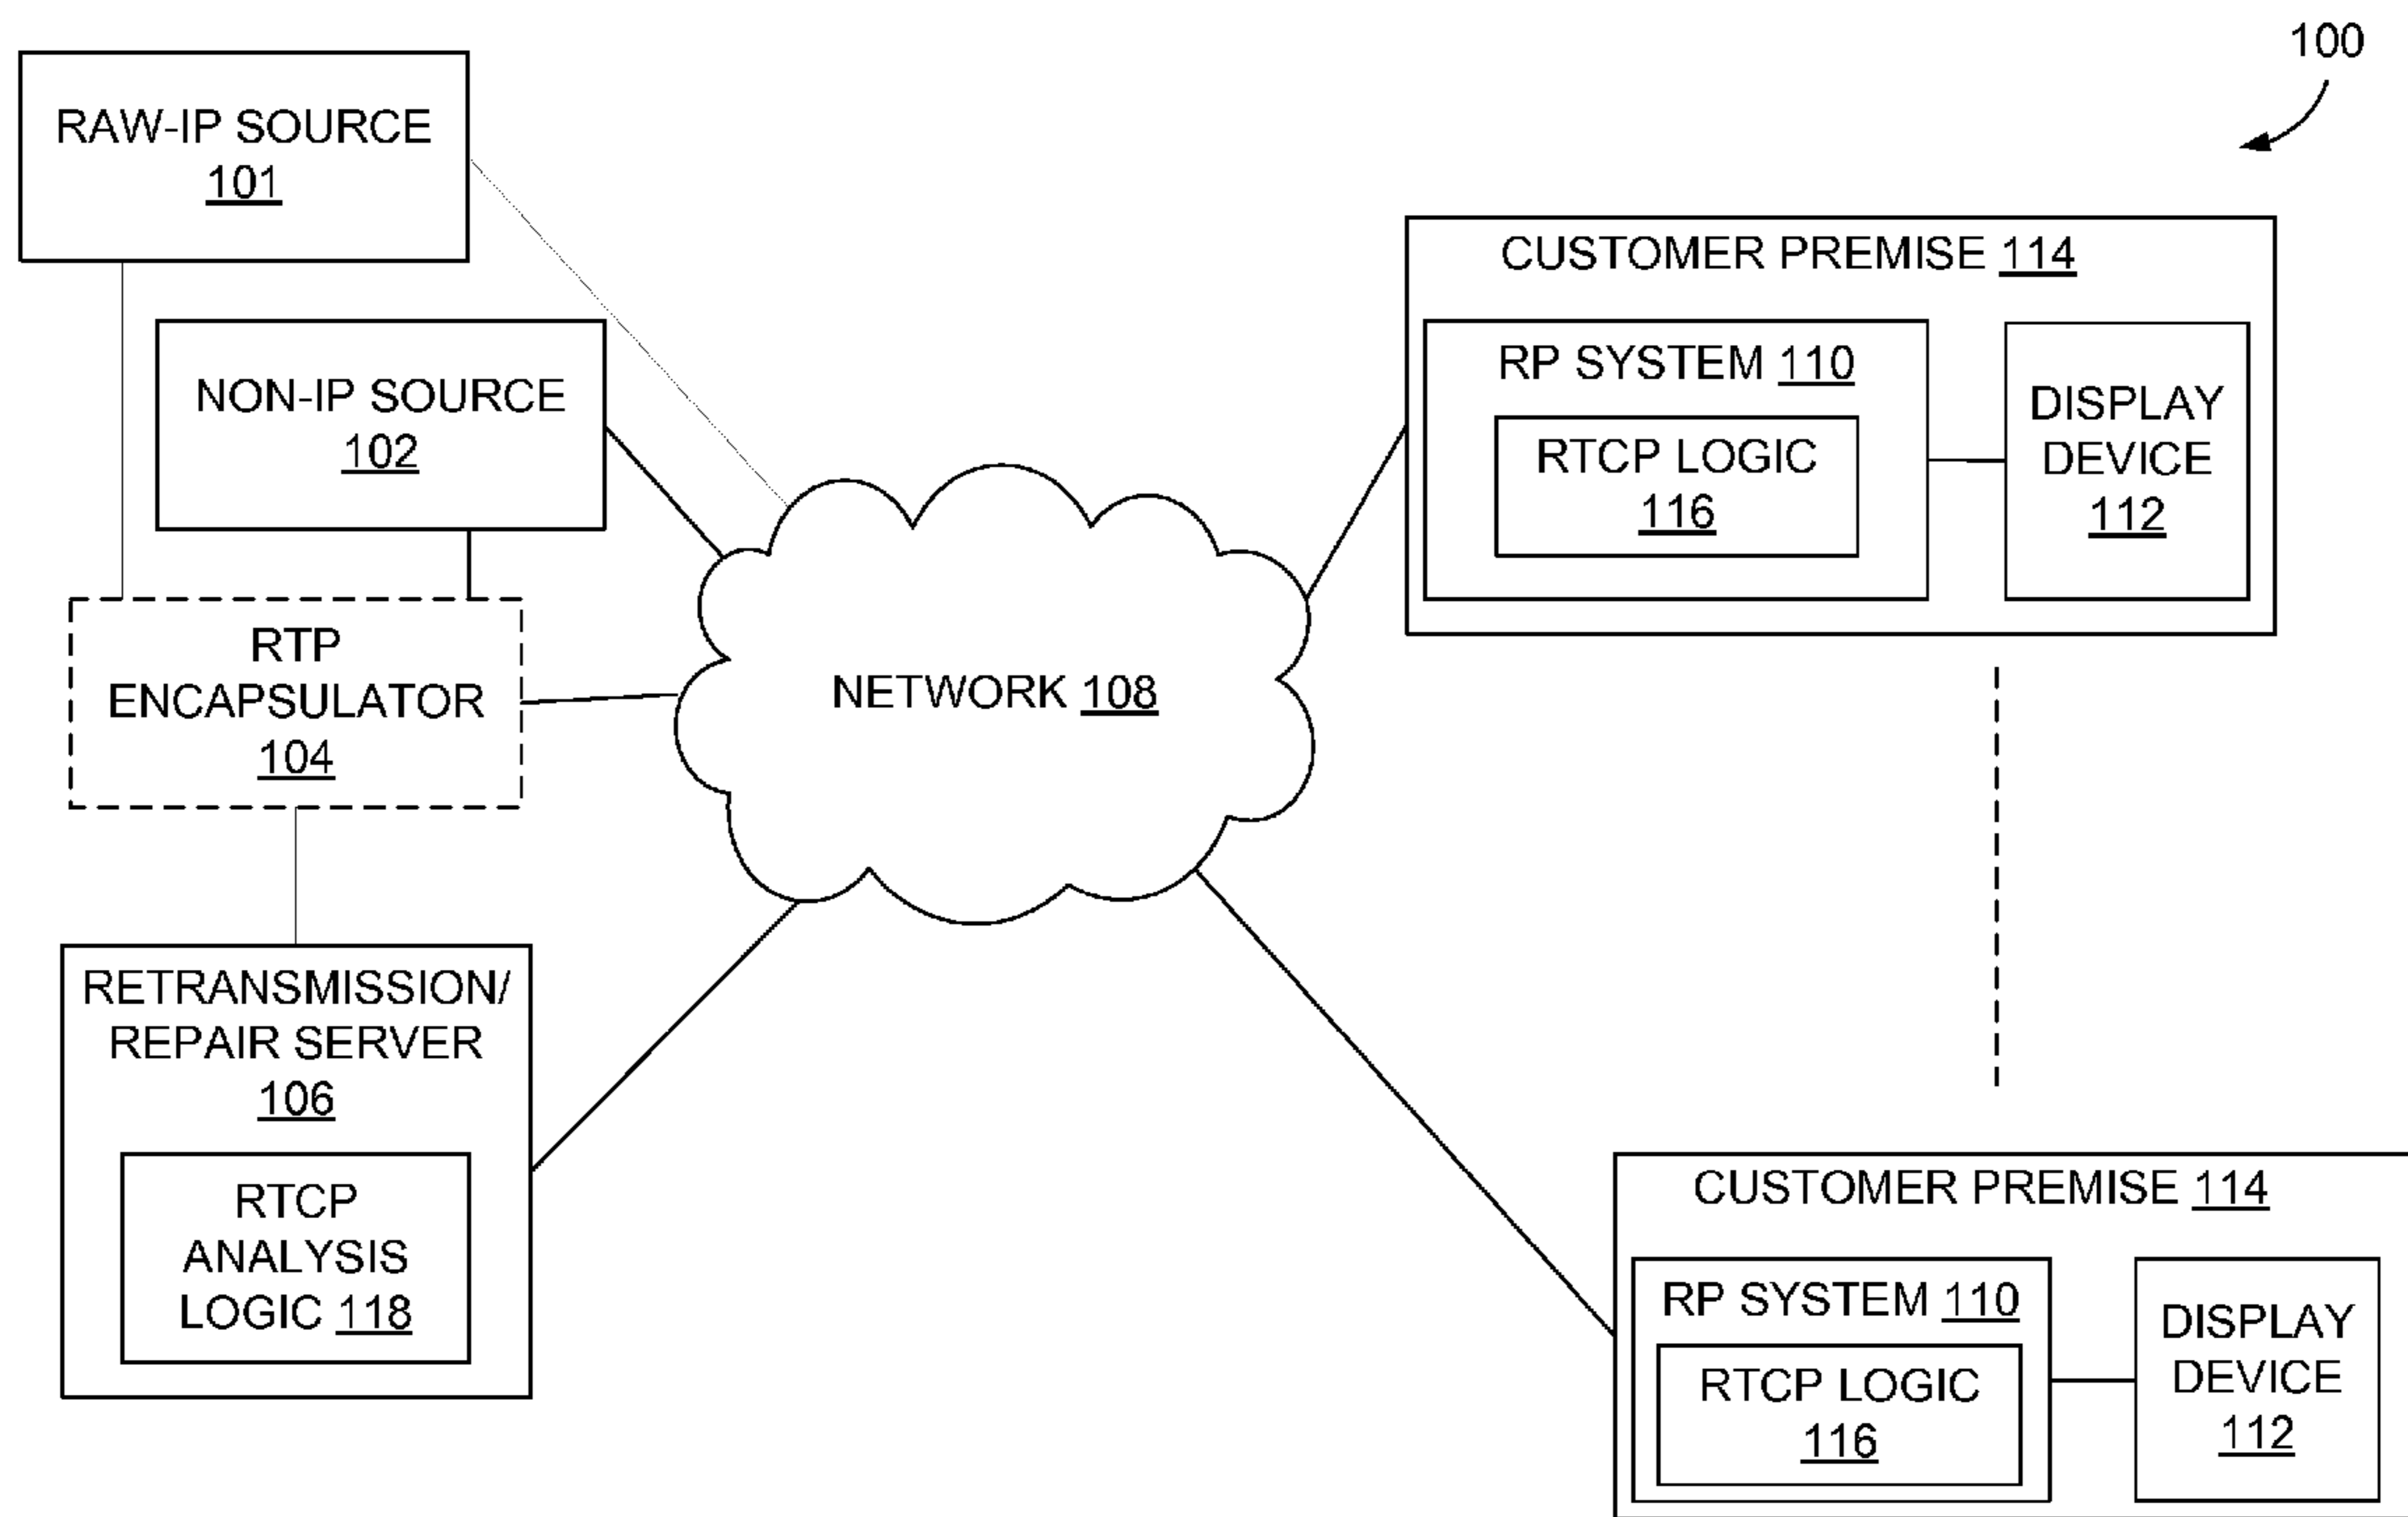 100
RAW-IP SOURCE
101
NON-IP SOURCE
102
RTP
ENCAPSULATOR
104
RETRANSMISSION/
REPAIR SERVER
106
RTCP
ANALYSIS
LOGIC 118
NETWORK 108
CUSTOMER PREMISE 114
RP SYSTEM 110
RTCP LOGIC
116
DISPLAY
DEVICE
112
CUSTOMER PREMISE 114
RP SYSTEM 110
RTCP LOGIC
116
DISPLAY
DEVICE
112